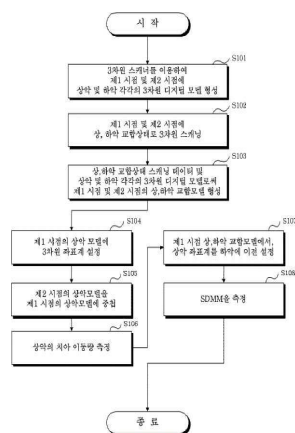 시 작
S101
3차원 스캐너를 이용하여
제1 시점 및 제2 시점에
상악 및 하악 각각의 3차원 디지털 모델 형성
S102
제1 시점 및 제2 시점에
상, 하악 교합상태로 3차원 스캐닝
S103
상,하악 교합상태 스캐닝 데이터 및
상악 및 하악 각각의 3차원 디지털 모델로써
제1 시점 및 제2 시점의 상,하악 교합모델 형성
S104
제1 시점의 상악 모델에
3차원 좌표계 설정
S105
제2 시점의 상악모델을
제1 시점의 상악모델에 중첩
S106
상악의 치아 이동량 측정
S107
제1 시점 상,하악 교합모델에서,
상악 좌표계를 하악에 이전 설정
S108
SDMM을 측정
종 료